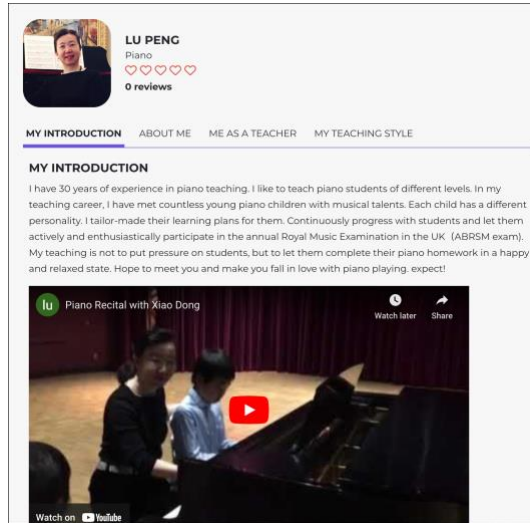 LU PENG
Piano
0 reviews
MY INTRODUCTION ABOUT ME ME AS A TEACHER MY TEACHING STYLE
MY INTRODUCTION
I have 30 years of experience in piano teaching. I like to teach piano students of different levels. In my
teaching career, I have met countless young piano children with musical talents. Each child has a different
personality. I tailor-made their learning plans for them. Continuously progress with students and let them
actively and enthusiastically participate in the annual Royal Music Examination in the UK (ABRSM exam).
My teaching is not to put pressure on students, but to let them complete their piano homework in a happy
and relaxed state. Hope to meet you and make you fall in love with piano playing. expect!
lu Piano Recital with Xiao Dong
Watch later Share
Watch on YouTube